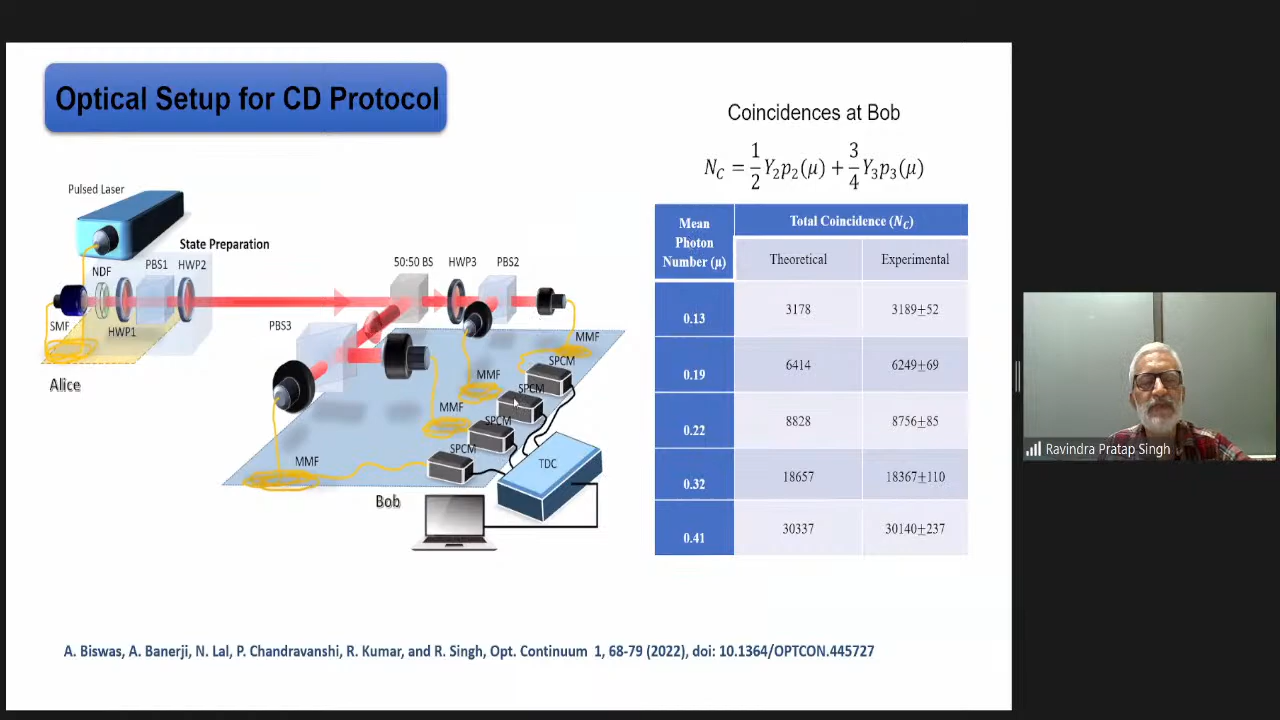 Optical Setup for CD Protocol
Pulsed Laser
State Preparation
NDF
PBS1
HWP2
SMF
HWP1
Alice
50:50 BS
HWP3
PBS2
PBS3
MMF
SPCM
MMF
SPCM
MMF
SPCM
SPCM
MMF
TDC
Bob
Coincidences at Bob
N_C = 1/2 Y₂p₂(μ) + 3/4 Y₃p₃(μ)
Mean Photon Number (μ)
Total Coincidence (N_C)
Theoretical Experimental
0.13 3178 3189±52
0.19 6414 6249±69
0.22 8828 8756±85
0.32 18657 18367±110
0.41 30337 30140±237
A. Biswas, A. Banerji, N. Lal, P. Chandravanshi, R. Kumar, and R. Singh, Opt. Continuum 1, 68-79 (2022), doi: 10.1364/OPTCON.445727
Ravindra Pratap Singh